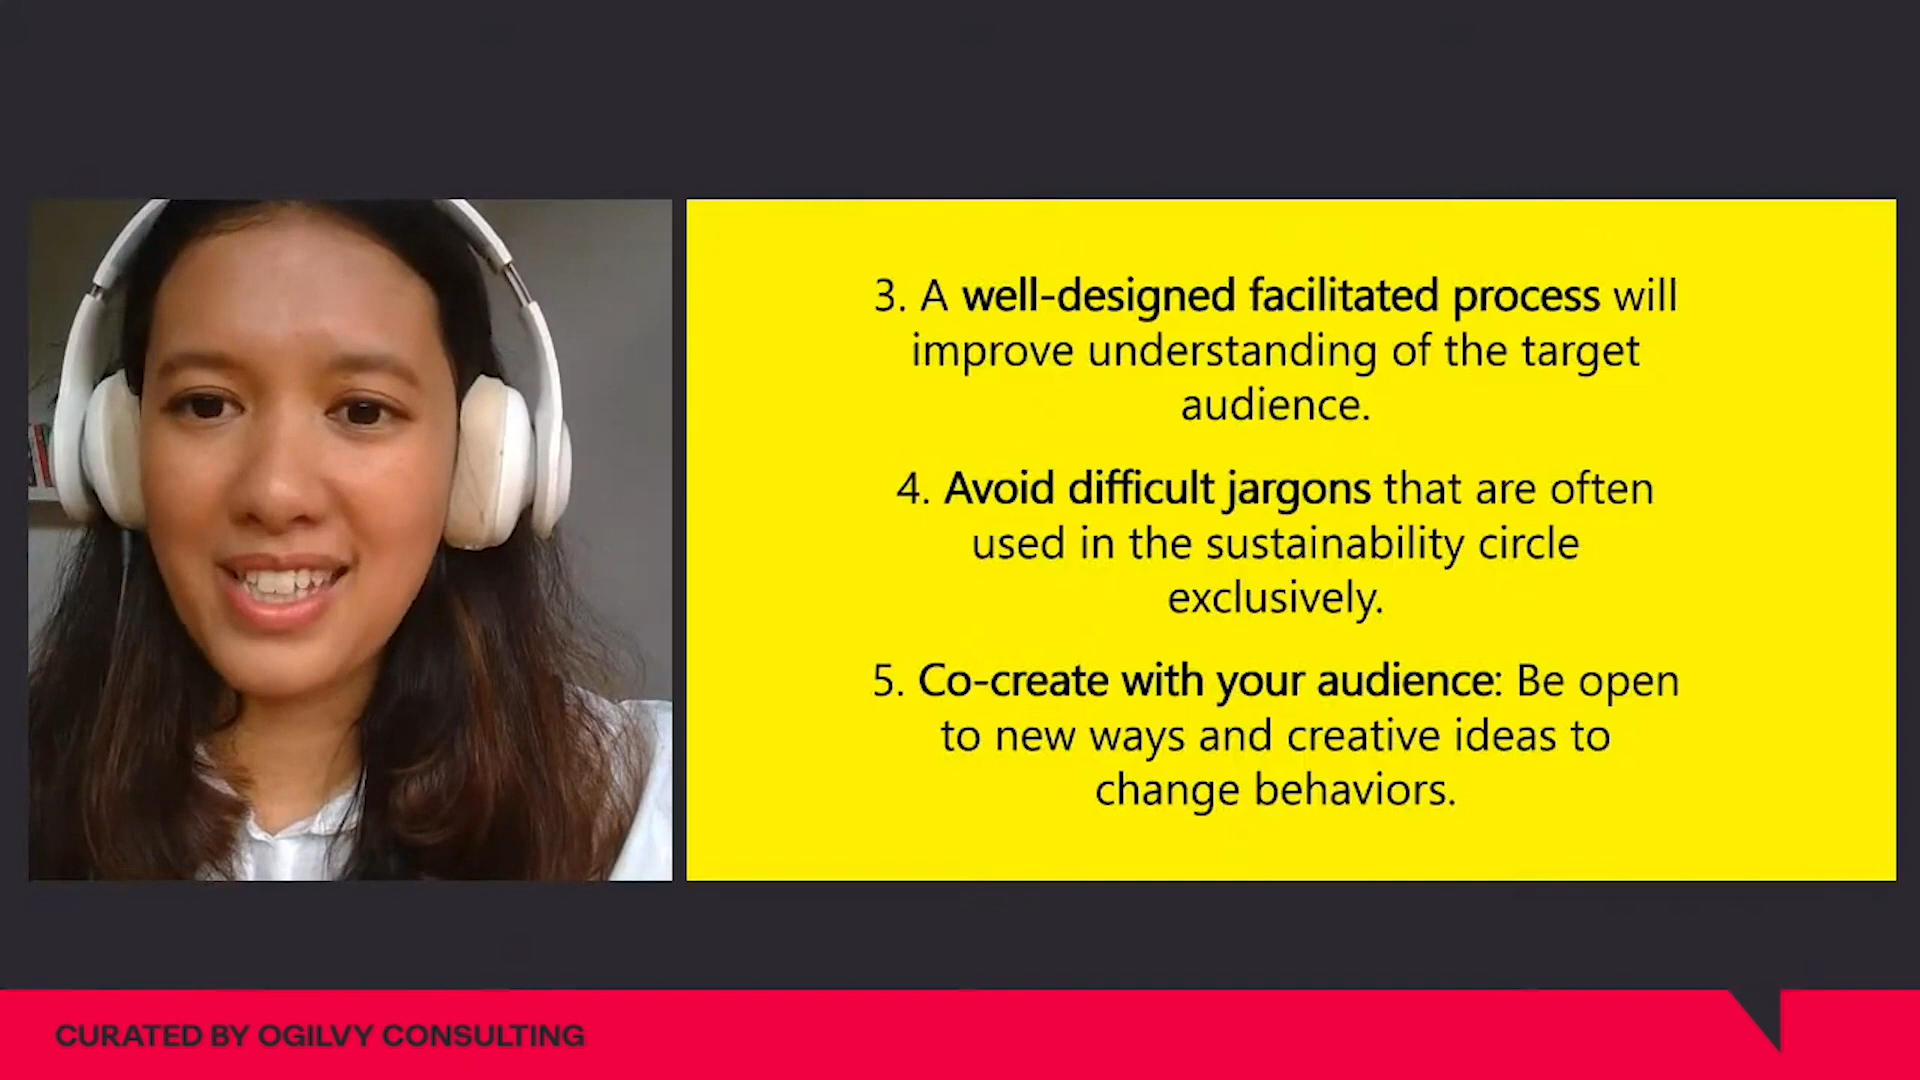 3. A well-designed facilitated process will
improve understanding of the target
audience.
4. Avoid difficult jargons that are often
used in the sustainability circle
exclusively.
5. Co-create with your audience: Be open
to new ways and creative ideas to
change behaviors.
CURATED BY OGILVY CONSULTING